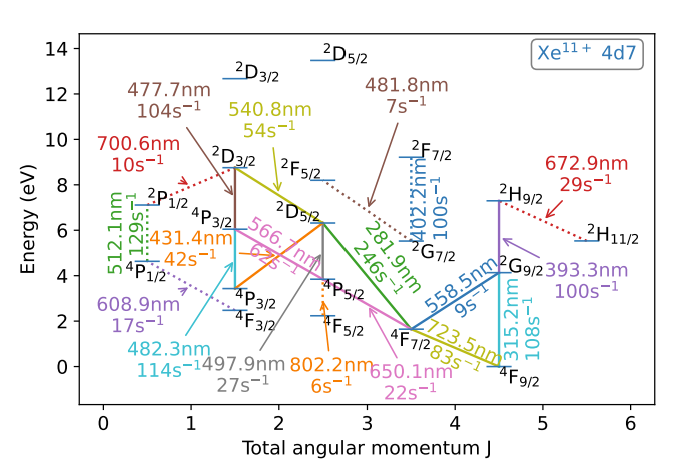 Xe¹¹⁺ 4d7
14
12
10
8
6
4
2
0
Energy (eV)
0
1
2
3
4
5
6
Total angular momentum J
²D₅/₂
²D₃/₂
477.7nm
104s⁻¹
540.8nm
54s⁻¹
481.8nm
7s⁻¹
700.6nm
10s⁻¹
²D₃/₂
²F₅/₂
²F₇/₂
672.9nm
29s⁻¹
²P₁/₂
⁴P₃/₂
²D₅/₂
²H₉/₂
402.2nm
100s⁻¹
512.1nm
129s⁻¹
431.4nm
42s⁻¹
62s⁻¹
281.9nm
246s⁻¹
²G₇/₂
²H₁₁/₂
⁴P₁/₂
²G₉/₂
393.3nm
100s⁻¹
⁴P₃/₂
⁴P₅/₂
558.5nm
9s⁻¹
608.9nm
17s⁻¹
⁴F₃/₂
⁴F₅/₂
⁴F₇/₂
723.5nm
83s⁻¹
315.2nm
108s⁻¹
482.3nm
114s⁻¹
497.9nm
27s⁻¹
802.2nm
6s⁻¹
650.1nm
22s⁻¹
⁴F₉/₂